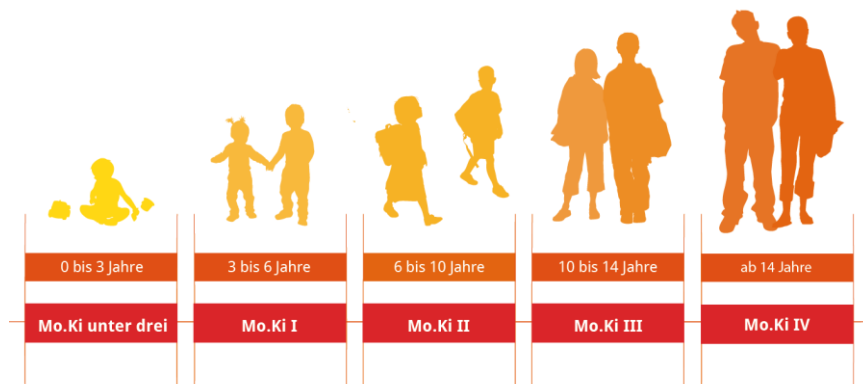 0 bis 3 Jahre
3 bis 6 Jahre
6 bis 10 Jahre
10 bis 14 Jahre
ab 14 Jahre
Mo.Ki unter drei
Mo.Ki I
Mo.Ki II
Mo.Ki III
Mo.Ki IV